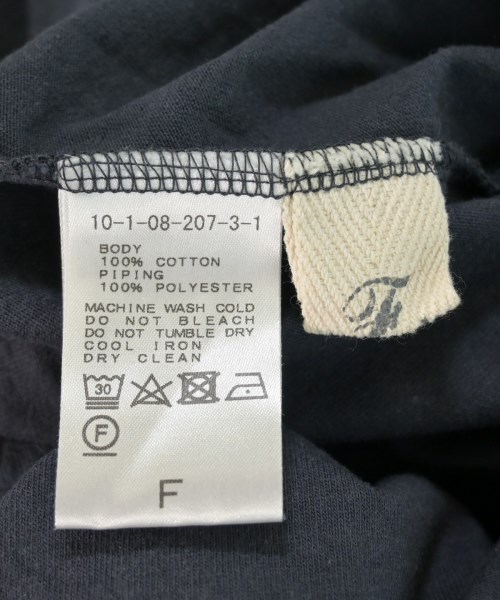 10-1-08-207-3-1
BODY
100% COTTON
PIPING
100% POLYESTER
MACHINE WASH COLD
DO NOT BLEACH
DO NOT TUMBLE DRY
COOL IRON
DRY CLEAN
30
F
F